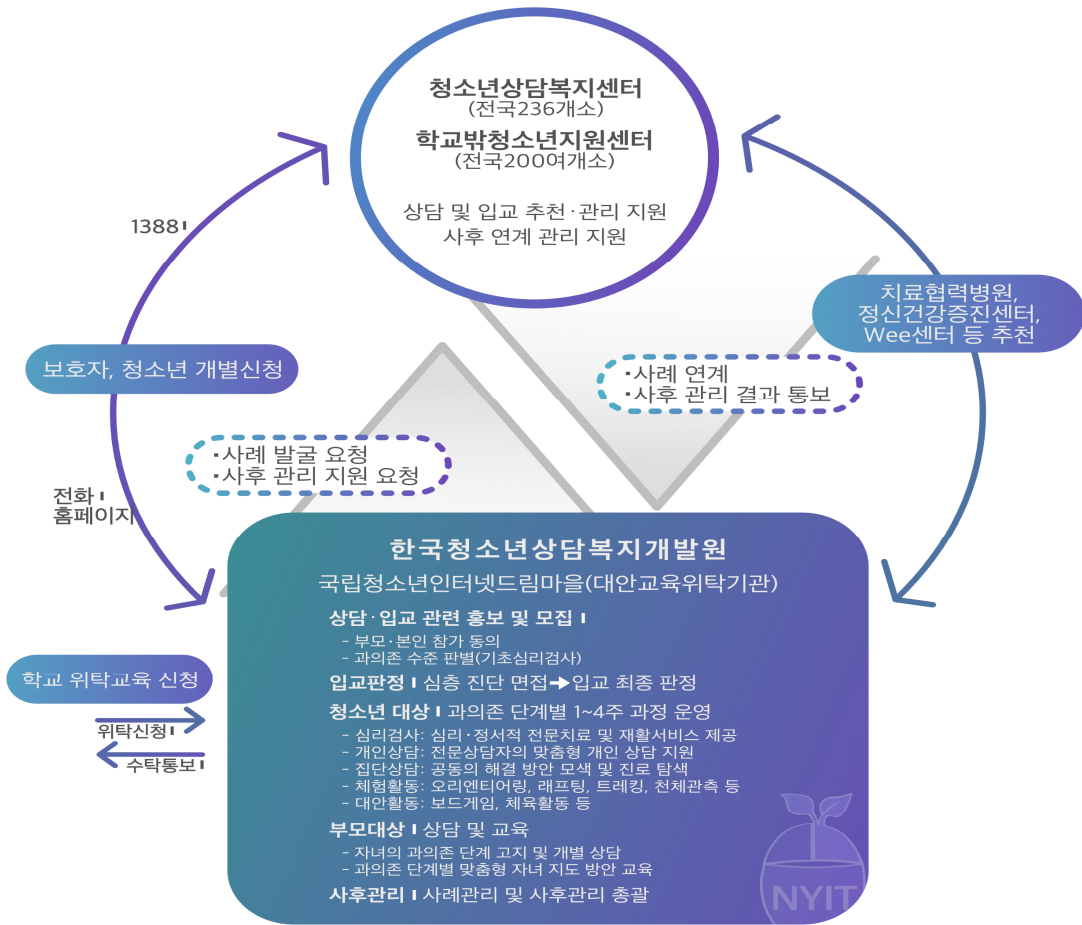 청소년상담복지센터
(전국236개소)
학교밖청소년지원센터
(전국200여개소)
상담 및 입교 추천·관리 지원
사후 연계 관리 지원
1388
치료협력병원,
정신건강증진센터,
Wee센터 등 추천
보호자, 청소년 개별신청
·사례 연계
·사후 관리 결과 통보
·사례 발굴 요청
·사후 관리 지원 요청
전화
홈페이지
한국청소년상담복지개발원
국립청소년인터넷드림마을(대안교육위탁기관)
상담·입교 관련 홍보 및 모집
- 부모·본인 참가 동의
- 과의존 수준 판별(기초심리검사)
입교판정 ı 심층 진단 면접➔입교 최종 판정
청소년 대상 ı 과의존 단계별 1~4주 과정 운영
- 심리검사: 심리·정서적 전문치료 및 재활서비스 제공
- 개인상담: 전문상담자의 맞춤형 개인 상담 지원
- 집단상담: 공동의 해결 방안 모색 및 진로 탐색
- 체험활동: 오리엔티어링, 래프팅, 트레킹, 천체관측 등
- 대안활동: 보드게임, 체육활동 등
부모대상 ı 상담 및 교육
- 자녀의 과의존 단계 고지 및 개별 상담
- 과의존 단계별 맞춤형 자녀 지도 방안 교육
사후관리 ı 사례관리 및 사후관리 총괄
NYIT
학교 위탁교육 신청
위탁신청
수탁통보